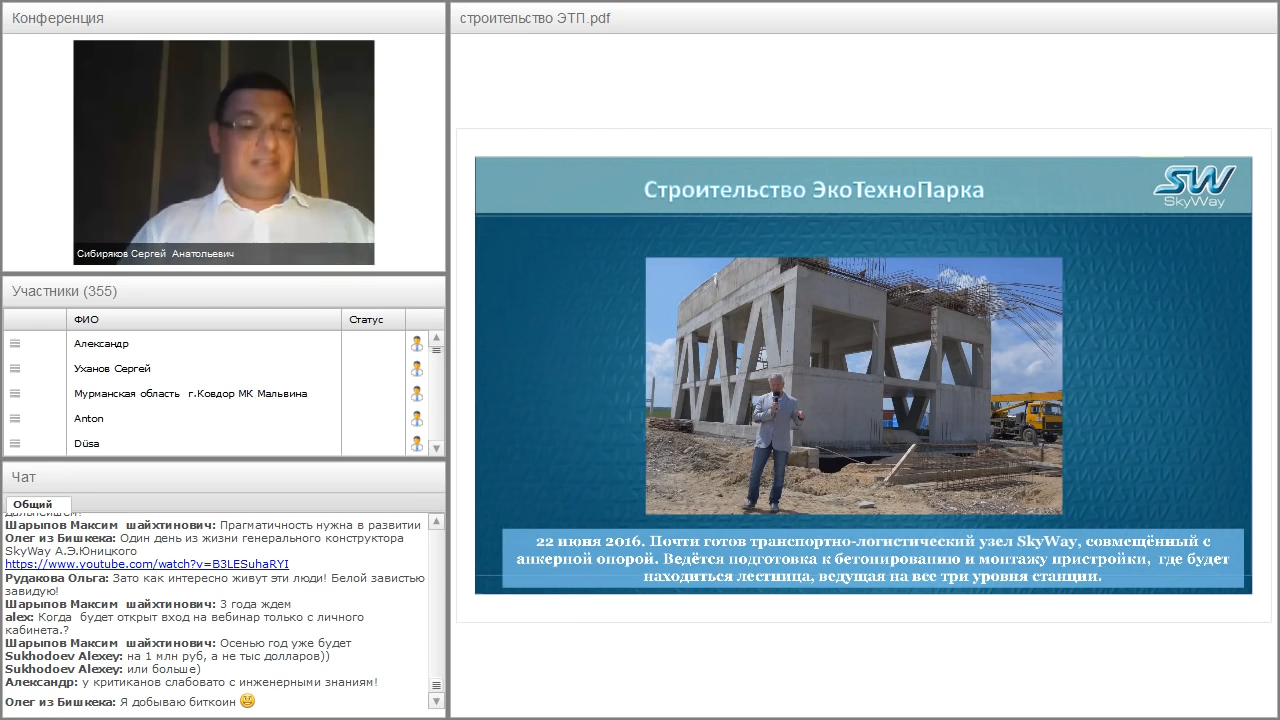 Конференция
Сибиряков Сергей Анатольевич
Участники (355)
ФИО Статус
Александр
Уханов Сергей
Мурманская область г.Ковдор МК Мальвина
Anton
Düsa
Чат
Общий
Шарыпов Максим шайхтинович: Прагматичность нужна в развитии
Олег из Бишкека: Один день из жизни генерального конструктора
SkyWay А.Э.Юницкого
https://www.youtube.com/watch?v=B3LESuhaRYI
Рудакова Ольга: Зато как интересно живут эти люди! Белой завистью
завидую!
Шарыпов Максим шайхтинович: 3 года ждем
alex: Когда будет открыт вход на вебинар только с личного
кабинета.?
Шарыпов Максим шайхтинович: Осенью год уже будет
Sukhodoev Alexey: на 1 млн руб, а не тыс долларов))
Sukhodoev Alexey: или больше)
Александр: у критиканов слабовато с инженерными знаниям!
Олег из Бишкека: Я добываю биткоин
строительство ЭТП.pdf
Строительство ЭкоТехноПарка
SW
SkyWay
22 июня 2016. Почти готов транспортно-логистический узел SkyWay, совмещённый с
анкерной опорой. Ведётся подготовка к бетонированию и монтажу пристройки, где будет
находиться лестница, ведущая на все три уровня станции.